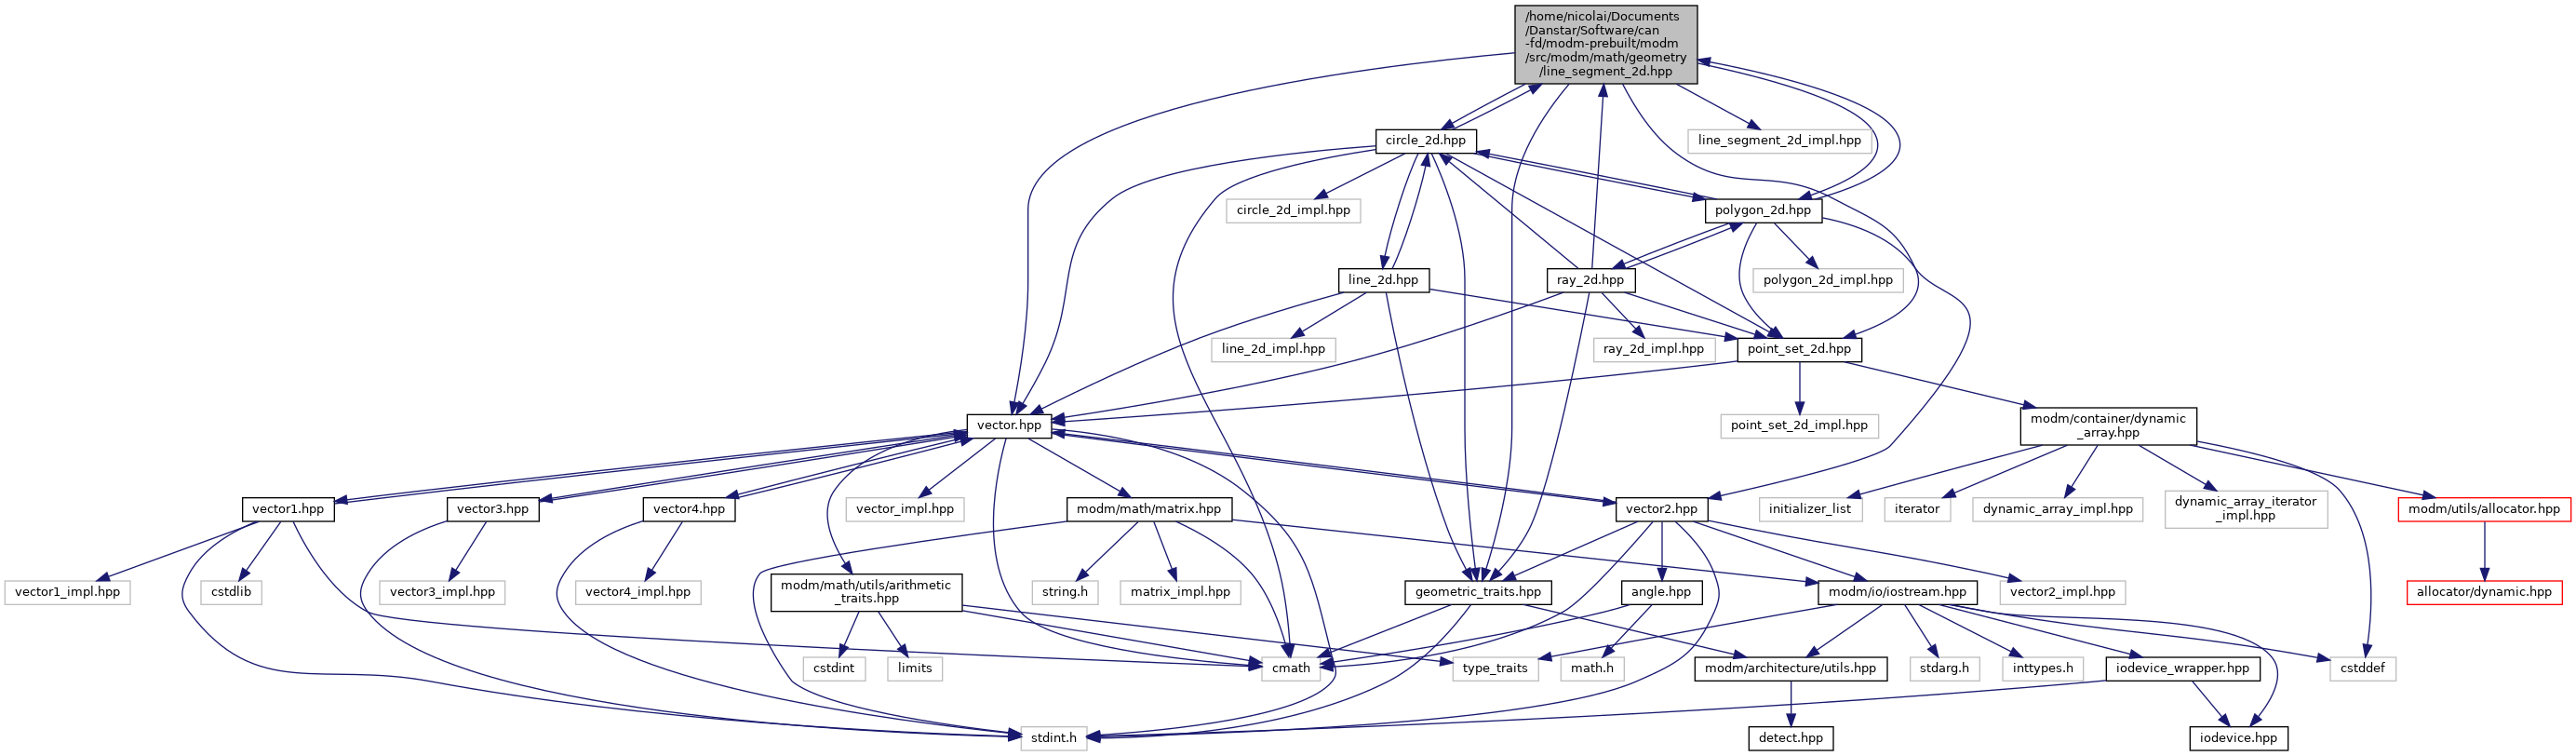 /home/nicolai/Documents
/Danstar/Software/can
-fd/modm-prebuilt/modm
/src/modm/math/geometry
/line_segment_2d.hpp
circle_2d.hpp
line_segment_2d_impl.hpp
circle_2d_impl.hpp
polygon_2d.hpp
line_2d.hpp
ray_2d.hpp
polygon_2d_impl.hpp
line_2d_impl.hpp
ray_2d_impl.hpp
point_set_2d.hpp
vector.hpp
point_set_2d_impl.hpp
modm/container/dynamic
_array.hpp
vector1.hpp
vector3.hpp
vector4.hpp
vector_impl.hpp
modm/math/matrix.hpp
vector2.hpp
initializer_list
iterator
dynamic_array_impl.hpp
dynamic_array_iterator
_impl.hpp
modm/utils/allocator.hpp
vector1_impl.hpp
cstdlib
vector3_impl.hpp
vector4_impl.hpp
modm/math/utils/arithmetic
_traits.hpp
string.h
matrix_impl.hpp
geometric_traits.hpp
angle.hpp
modm/io/iostream.hpp
vector2_impl.hpp
allocator/dynamic.hpp
cstdint
limits
cmath
type_traits
math.h
modm/architecture/utils.hpp
stdarg.h
inttypes.h
iodevice_wrapper.hpp
cstddef
stdint.h
detect.hpp
iodevice.hpp